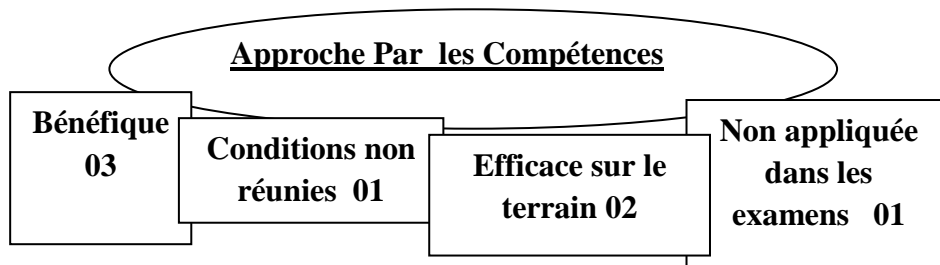 Approche Par les Compétences
Bénéfique
03
Conditions non
réunies 01
Efficace sur le
terrain 02
Non appliquée
dans les
examens 01